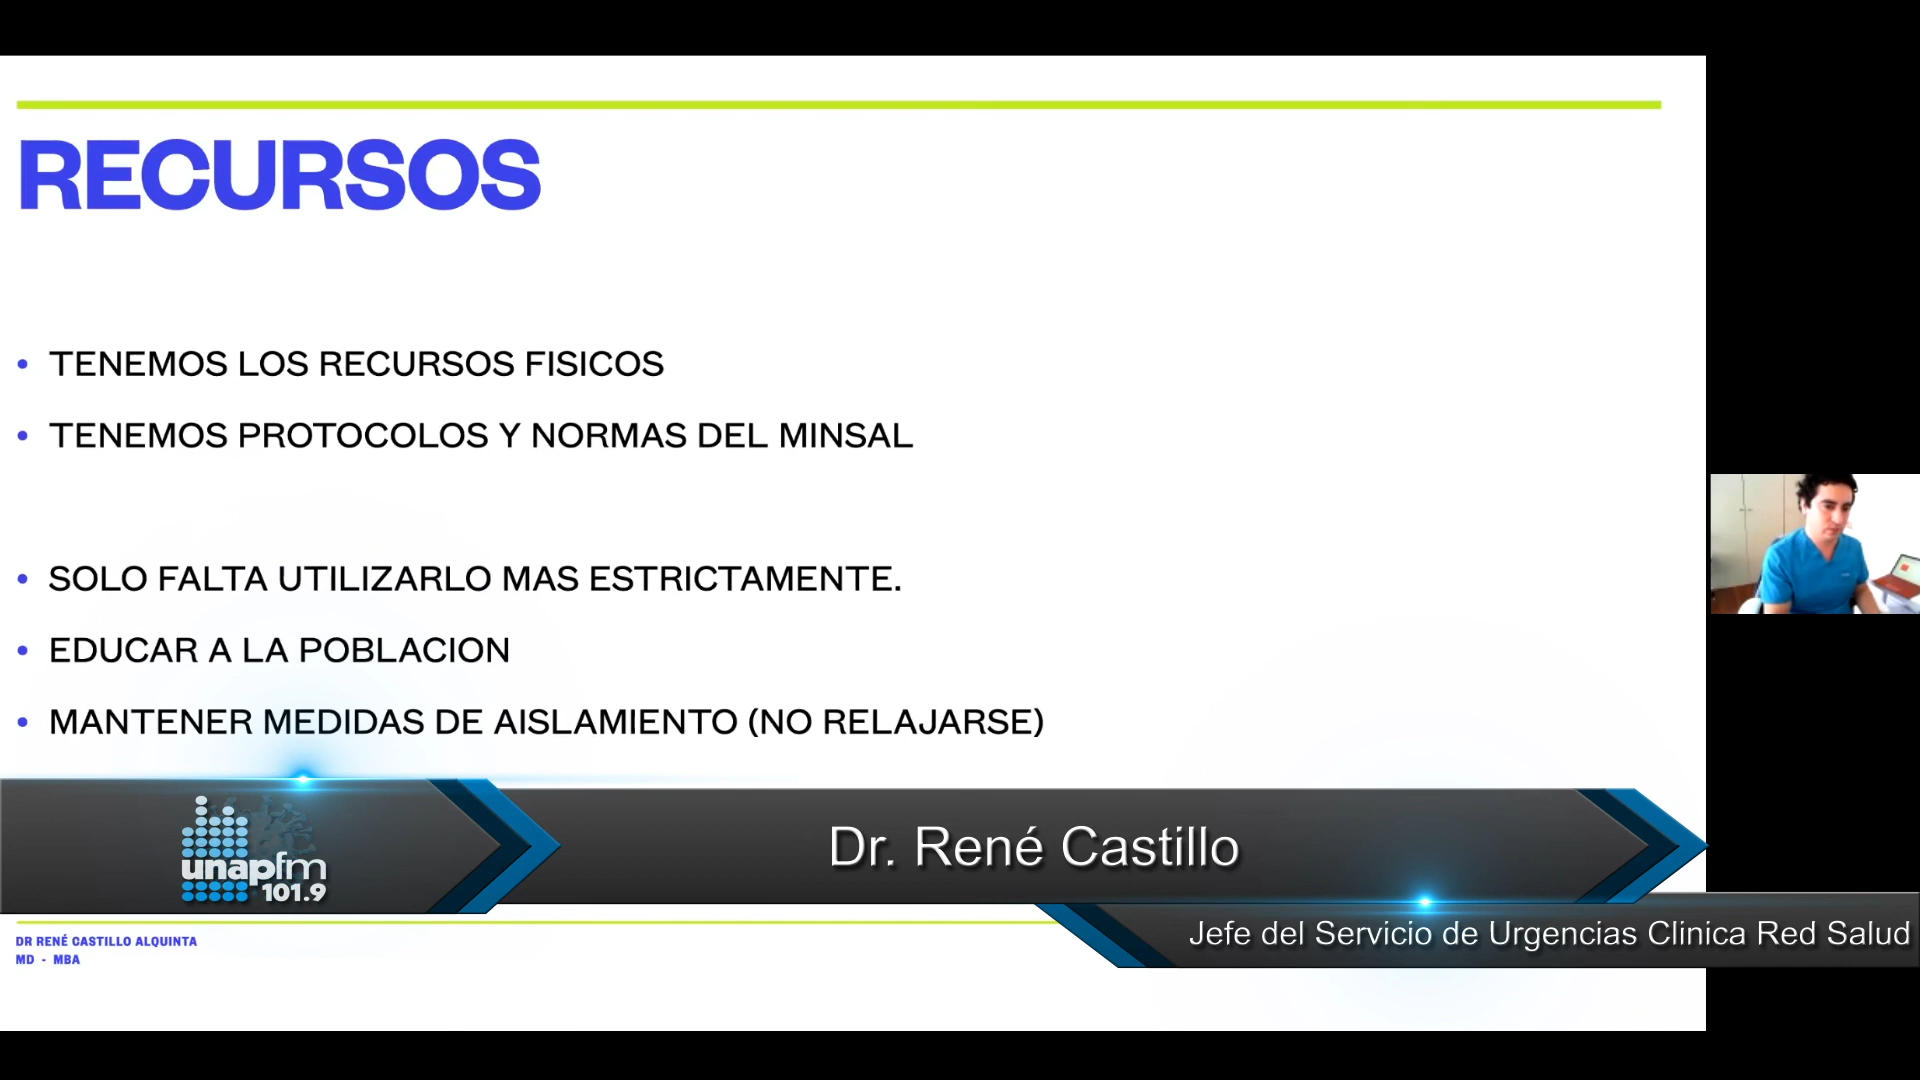 RECURSOS
• TENEMOS LOS RECURSOS FISICOS
• TENEMOS PROTOCOLOS Y NORMAS DEL MINSAL
• SOLO FALTA UTILIZARLO MAS ESTRICTAMENTE.
• EDUCAR A LA POBLACION
• MANTENER MEDIDAS DE AISLAMIENTO (NO RELAJARSE)
unapfm
101.9
Dr. René Castillo
Jefe del Servicio de Urgencias Clinica Red Salud
DR RENÉ CASTILLO ALQUINTA
MD - MBA